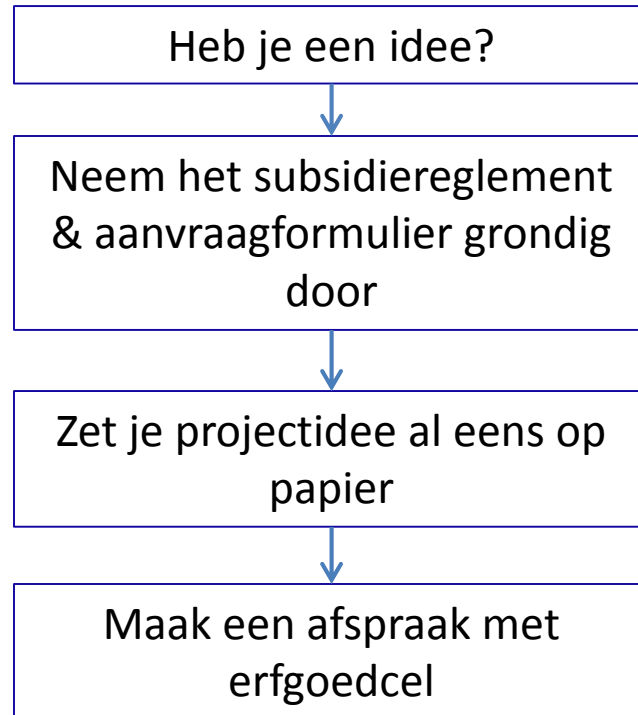 Heb je een idee?
Neem het subsidiereglement
& aanvraagformulier grondig
door
Zet je projectidee al eens op
papier
Maak een afspraak met
erfgoedcel